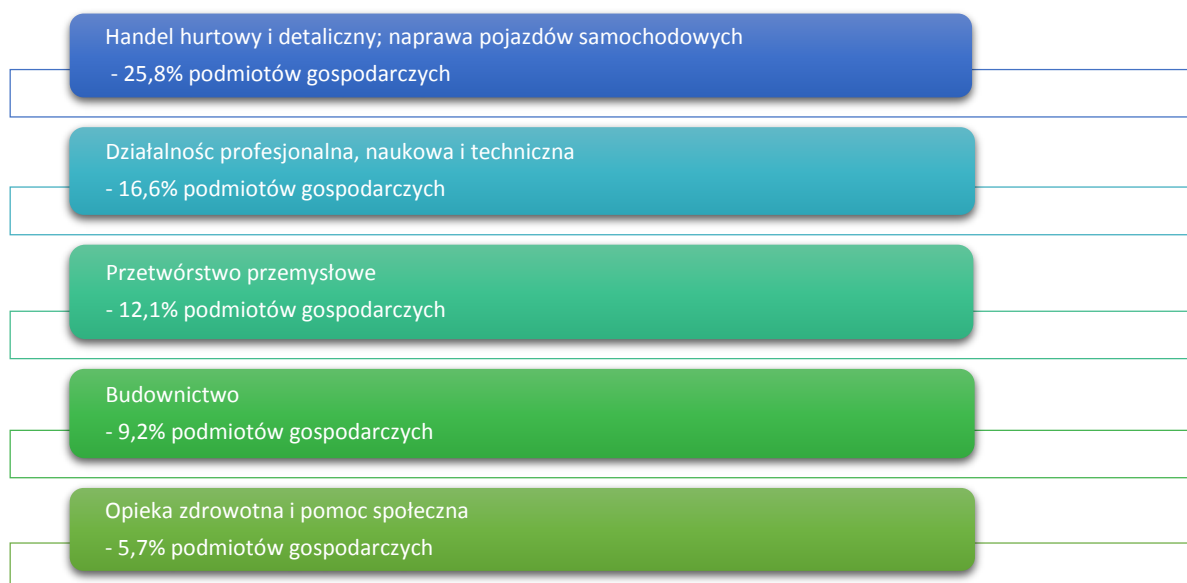 Handel hurtowy i detaliczny; naprawa pojazdów samochodowych
- 25,8% podmiotów gospodarczych
Działalnośc profesjonalna, naukowa i techniczna
- 16,6% podmiotów gospodarczych
Przetwórstwo przemysłowe
- 12,1% podmiotów gospodarczych
Budownictwo
- 9,2% podmiotów gospodarczych
Opieka zdrowotna i pomoc społeczna
- 5,7% podmiotów gospodarczych